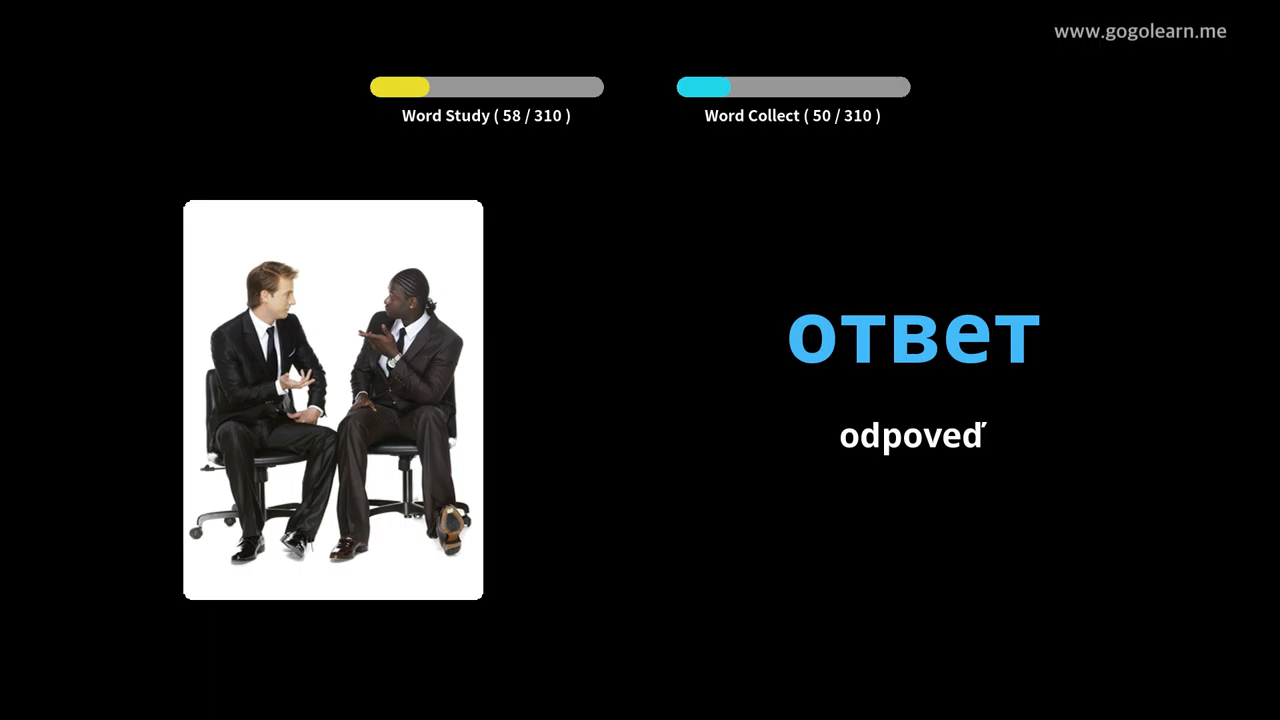 www.gogolearn.me
Word Study ( 58 / 310 )
Word Collect ( 50 / 310 )
ответ
odpoveď